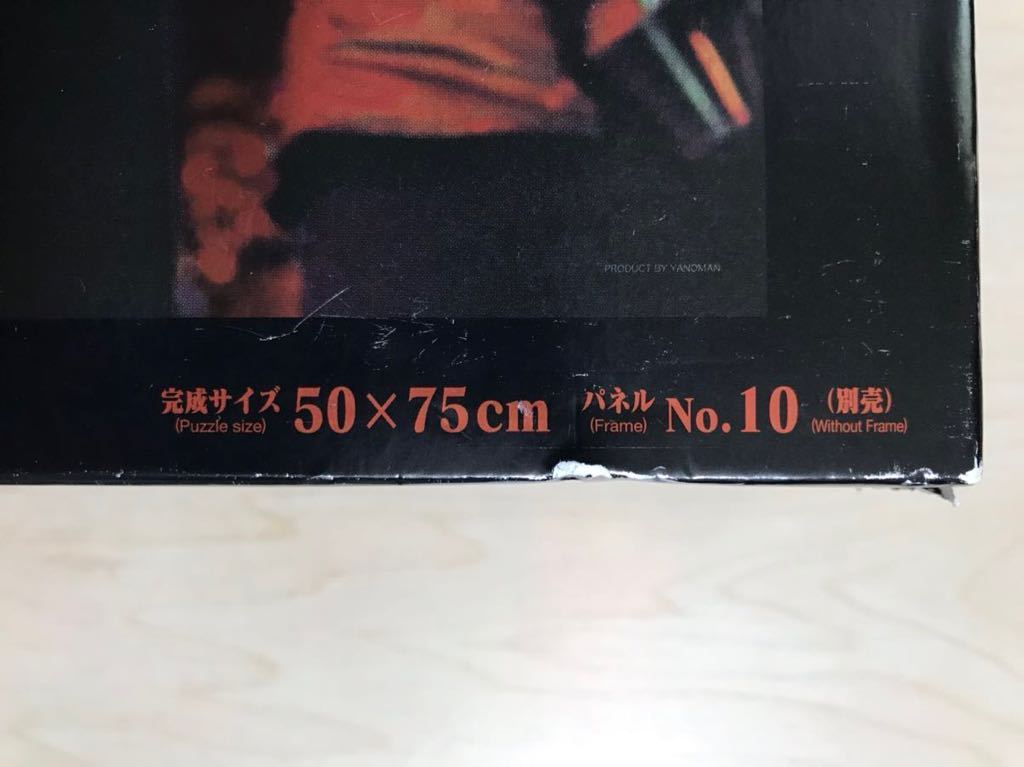 PRODUCT BY YANOMAN
完成サイズ 50×75cm パネル No.10 (別売)
(Puzzle size) (Frame) (Without Frame)